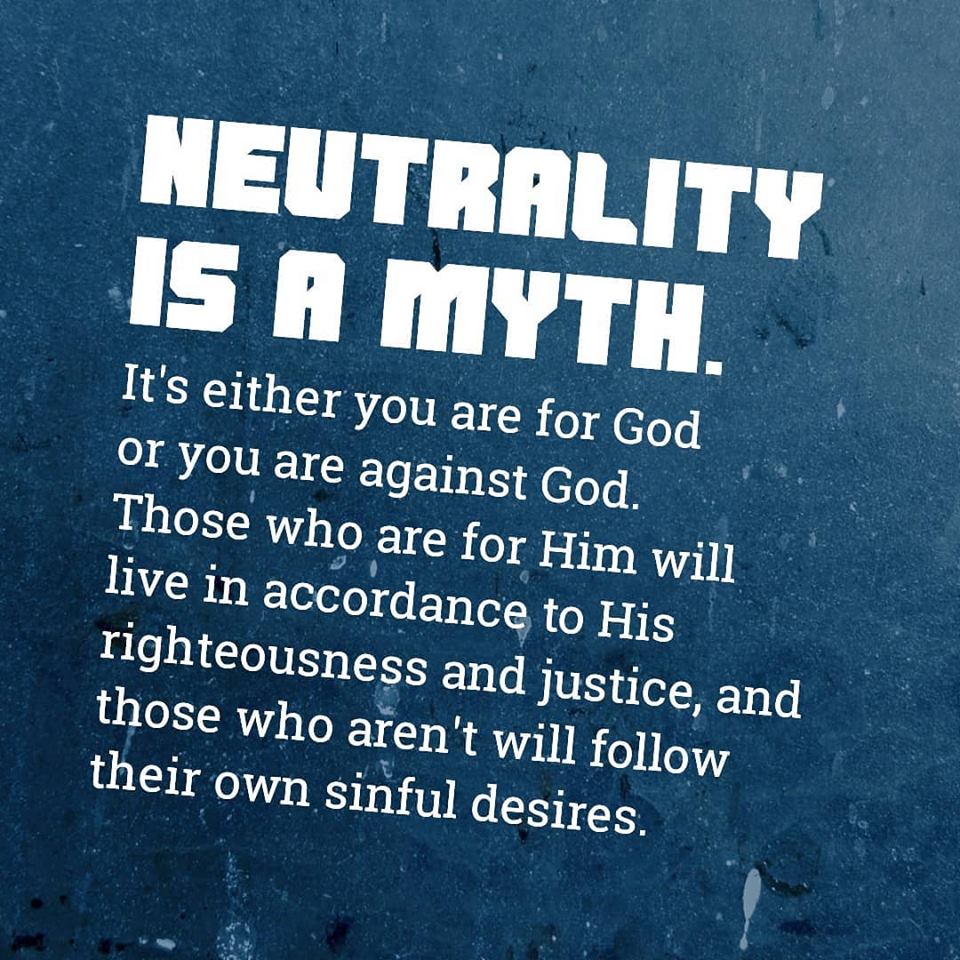 NEUTRALITY
IS A MYTH.
It's either you are for God
or you are against God.
Those who are for Him will
live in accordance to His
righteousness and justice, and
those who aren't will follow
their own sinful desires.